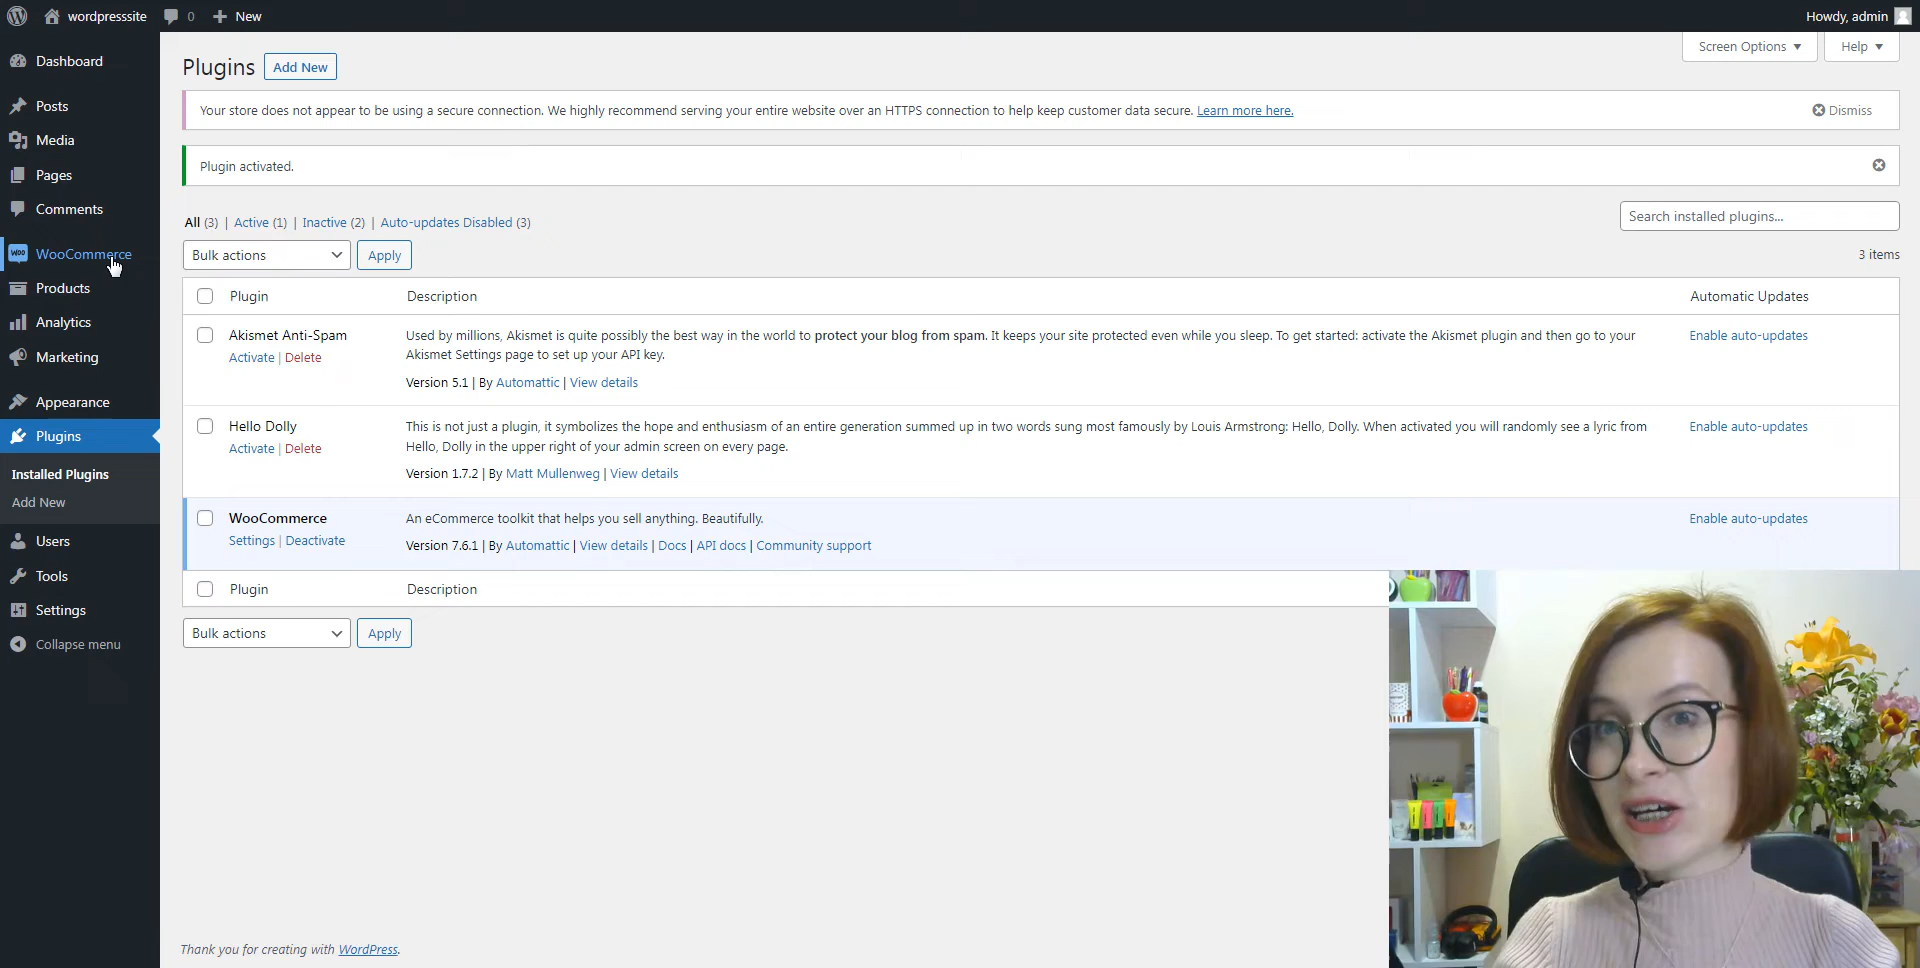 wordpresssite 0 New Howdy, admin
Screen Options Help
Dashboard
Posts
Media
Pages
Comments
WooCommerce
Products
Analytics
Marketing
Appearance
Plugins
Installed Plugins
Add New
Users
Tools
Settings
Collapse menu
Plugins Add New
Your store does not appear to be using a secure connection. We highly recommend serving your entire website over an HTTPS connection to help keep customer data secure. Learn more here. Dismiss
Plugin activated.
All (3) | Active (1) | Inactive (2) | Auto-updates Disabled (3)
Search installed plugins...
Bulk actions Apply
3 items
Plugin Description Automatic Updates
Akismet Anti-Spam
Activate | Delete
Used by millions, Akismet is quite possibly the best way in the world to protect your blog from spam. It keeps your site protected even while you sleep. To get started: activate the Akismet plugin and then go to your
Akismet Settings page to set up your API key.
Version 5.1 | By Automattic | View details
Enable auto-updates
Hello Dolly
Activate | Delete
This is not just a plugin, it symbolizes the hope and enthusiasm of an entire generation summed up in two words sung most famously by Louis Armstrong: Hello, Dolly. When activated you will randomly see a lyric from
Hello, Dolly in the upper right of your admin screen on every page.
Version 1.7.2 | By Matt Mullenweg | View details
Enable auto-updates
WooCommerce
Settings | Deactivate
An eCommerce toolkit that helps you sell anything. Beautifully.
Version 7.6.1 | By Automattic | View details | Docs | API docs | Community support
Enable auto-updates
Plugin Description
Bulk actions Apply
Thank you for creating with WordPress.